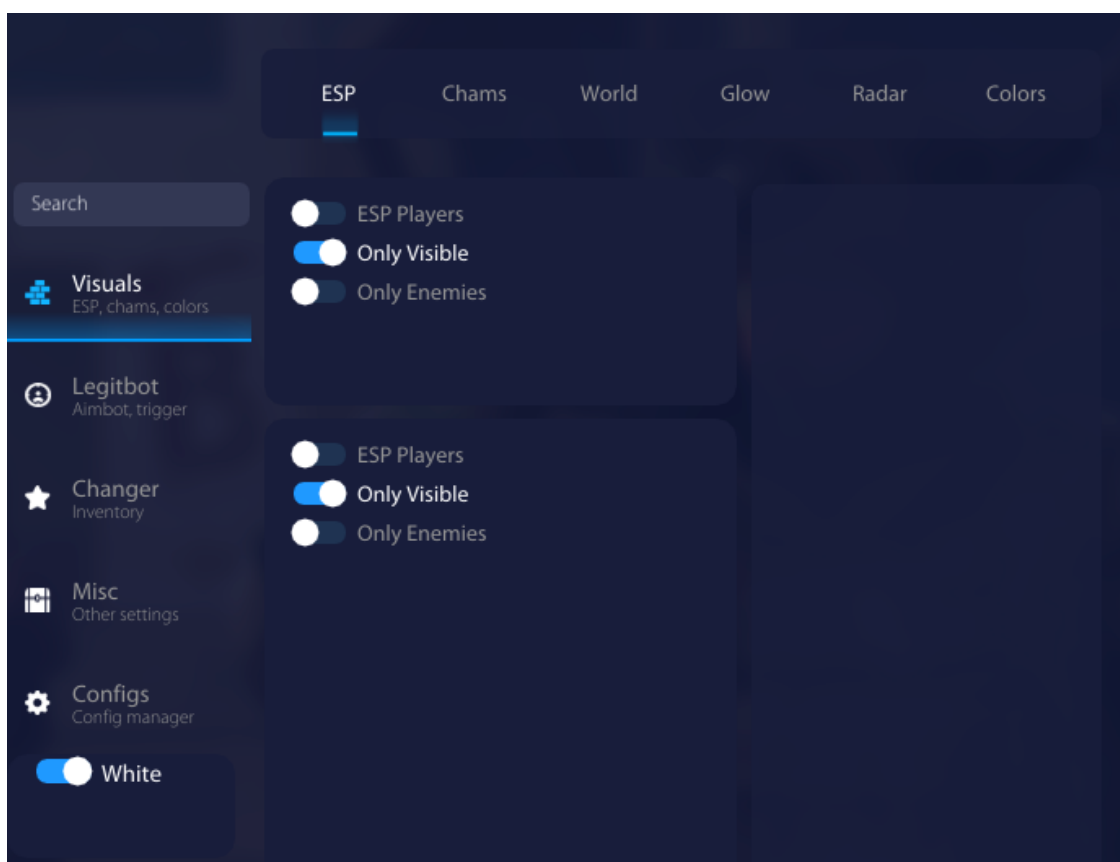 ESP
Chams
World
Glow
Radar
Colors
Search
Visuals
ESP, chams, colors
Legitbot
Aimbot, trigger
Changer
Inventory
Misc
Other settings
Configs
Config manager
White
ESP Players
Only Visible
Only Enemies
ESP Players
Only Visible
Only Enemies